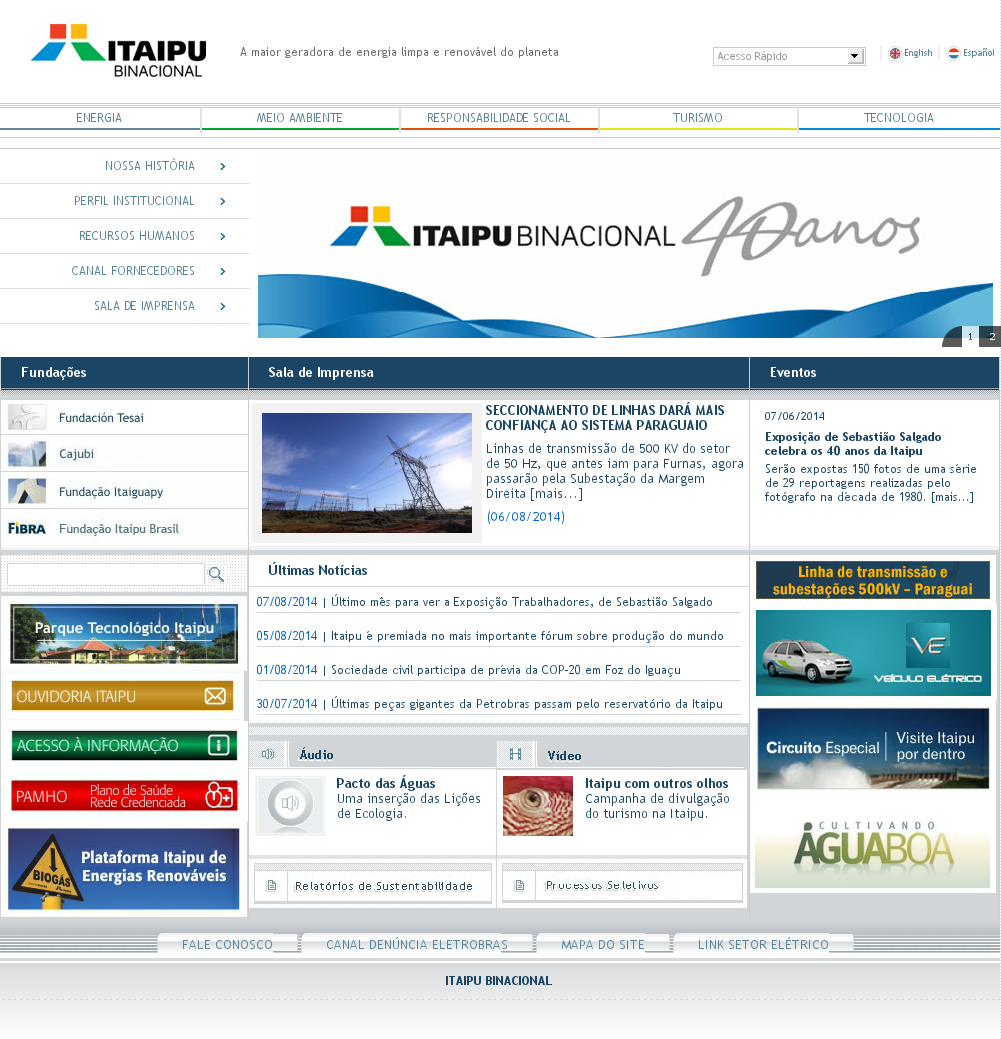 ITAIPU
BINACIONAL
A maior geradora de energia limpa e renovável do planeta
Acesso Rápido
English
Español
ENERGIA
MEIO AMBIENTE
RESPONSABILIDADE SOCIAL
TURISMO
TECNOLOGIA
NOSSA HISTÓRIA
PERFIL INSTITUCIONAL
RECURSOS HUMANOS
CANAL FORNECEDORES
SALA DE IMPRENSA
ITAIPU BINACIONAL 40 anos
1 2
Fundações
Fundación Tesai
Cajubi
Fundação Itaiguapy
FIBRA Fundação Itaipu Brasil
Sala de Imprensa
SECCIONAMENTO DE LINHAS DARÁ MAIS
CONFIANÇA AO SISTEMA PARAGUAIO
Linhas de transmissão de 500 KV do setor
de 50 Hz, que antes iam para Furnas, agora
passarão pela Subestação da Margem
Direita [mais...]
(06/08/2014)
Eventos
07/06/2014
Exposição de Sebastião Salgado
celebra os 40 anos da Itaipu
Serão expostas 150 fotos de uma série
de 29 reportagens realizadas pelo
fotógrafo na década de 1980. [mais...]
Parque Tecnológico Itaipu
OUVIDORIA ITAIPU
ACESSO À INFORMAÇÃO
PAMHO Plano de Saúde
Rede Credenciada
BIOGÁS
Plataforma Itaipu de
Energias Renováveis
Últimas Notícias
07/08/2014 | Último mês para ver a Exposição Trabalhadores, de Sebastião Salgado
05/08/2014 | Itaipu é premiada no mais importante fórum sobre produção do mundo
01/08/2014 | Sociedade civil participa de prévia da COP-20 em Foz do Iguaçu
30/07/2014 | Últimas peças gigantes da Petrobras passam pelo reservatório da Itaipu
Áudio
Pacto das Águas
Uma inserção das Lições
de Ecologia.
Vídeo
Itaipu com outros olhos
Campanha de divulgação
do turismo na Itaipu.
Relatórios de Sustentabilidade
Processos Seletivos
Linha de transmissão e
subestações 500kV – Paraguai
VE
VEÍCULO ELÉTRICO
Circuito Especial | Visite Itaipu
por dentro
CULTIVANDO
ÁGUA BOA
FALE CONOSCO
CANAL DENÚNCIA ELETROBRAS
MAPA DO SITE
LINK SETOR ELÉTRICO
ITAIPU BINACIONAL